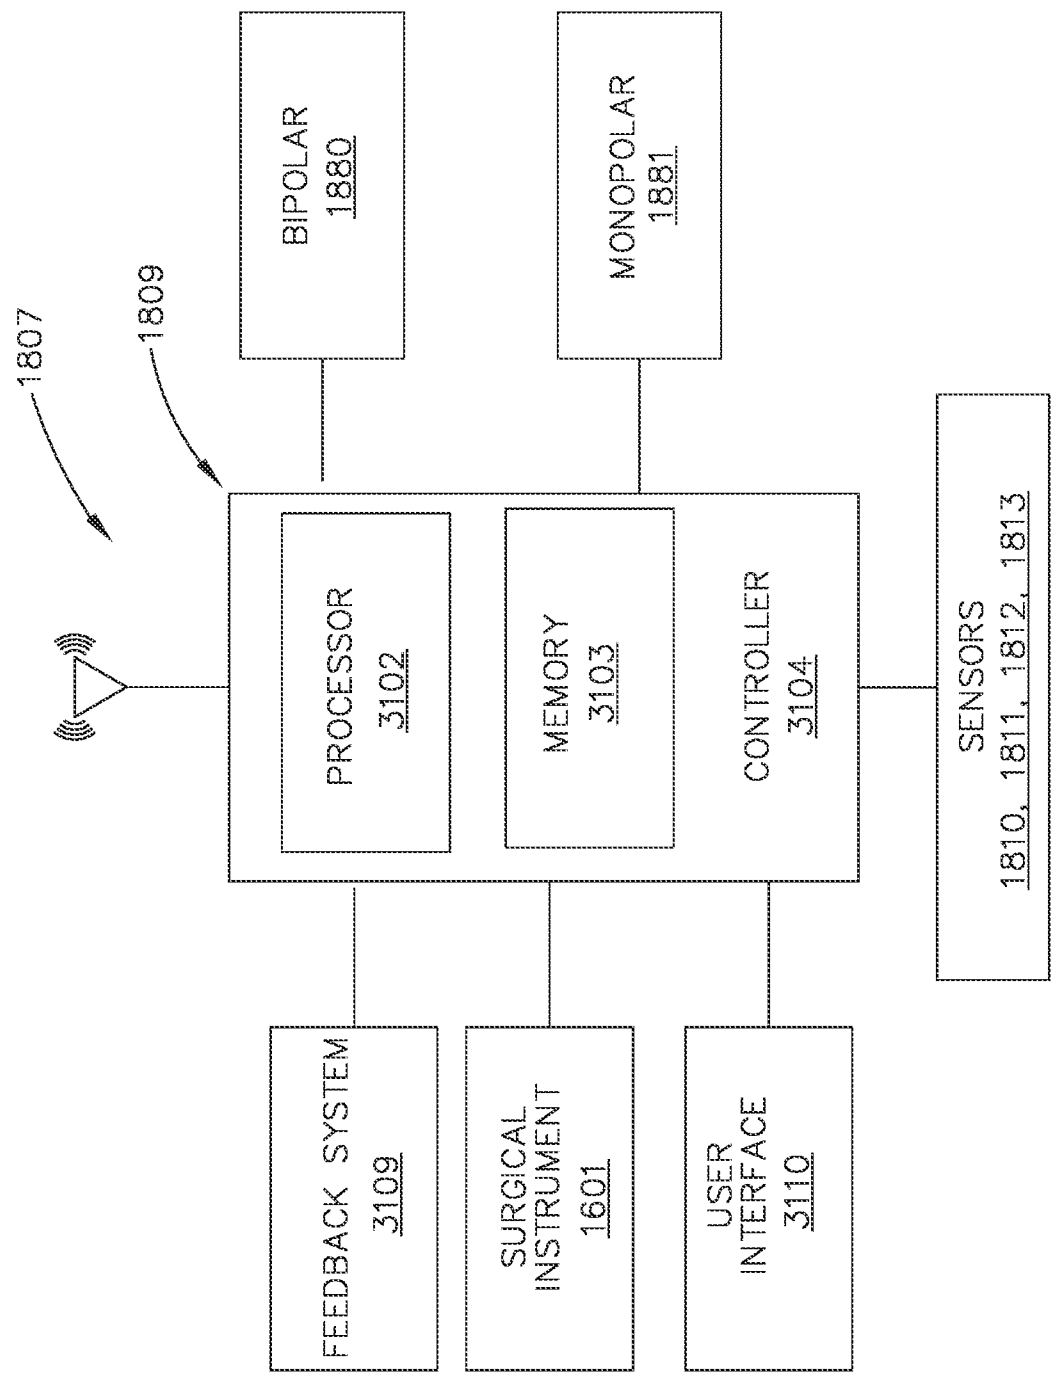 1807
1809
FEEDBACK SYSTEM
3109
SURGICAL
INSTRUMENT
1601
USER
INTERFACE
3110
PROCESSOR
3102
MEMORY
3103
CONTROLLER
3104
BIPOLAR
1880
MONOPOLAR
1881
SENSORS
1810, 1811, 1812, 1813